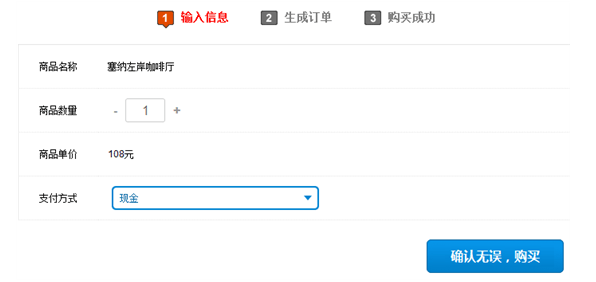 1 输入信息 2 生成订单 3 购买成功
商品名称 塞纳左岸咖啡厅
商品数量 - 1 +
商品单价 108元
支付方式 现金
确认无误，购买